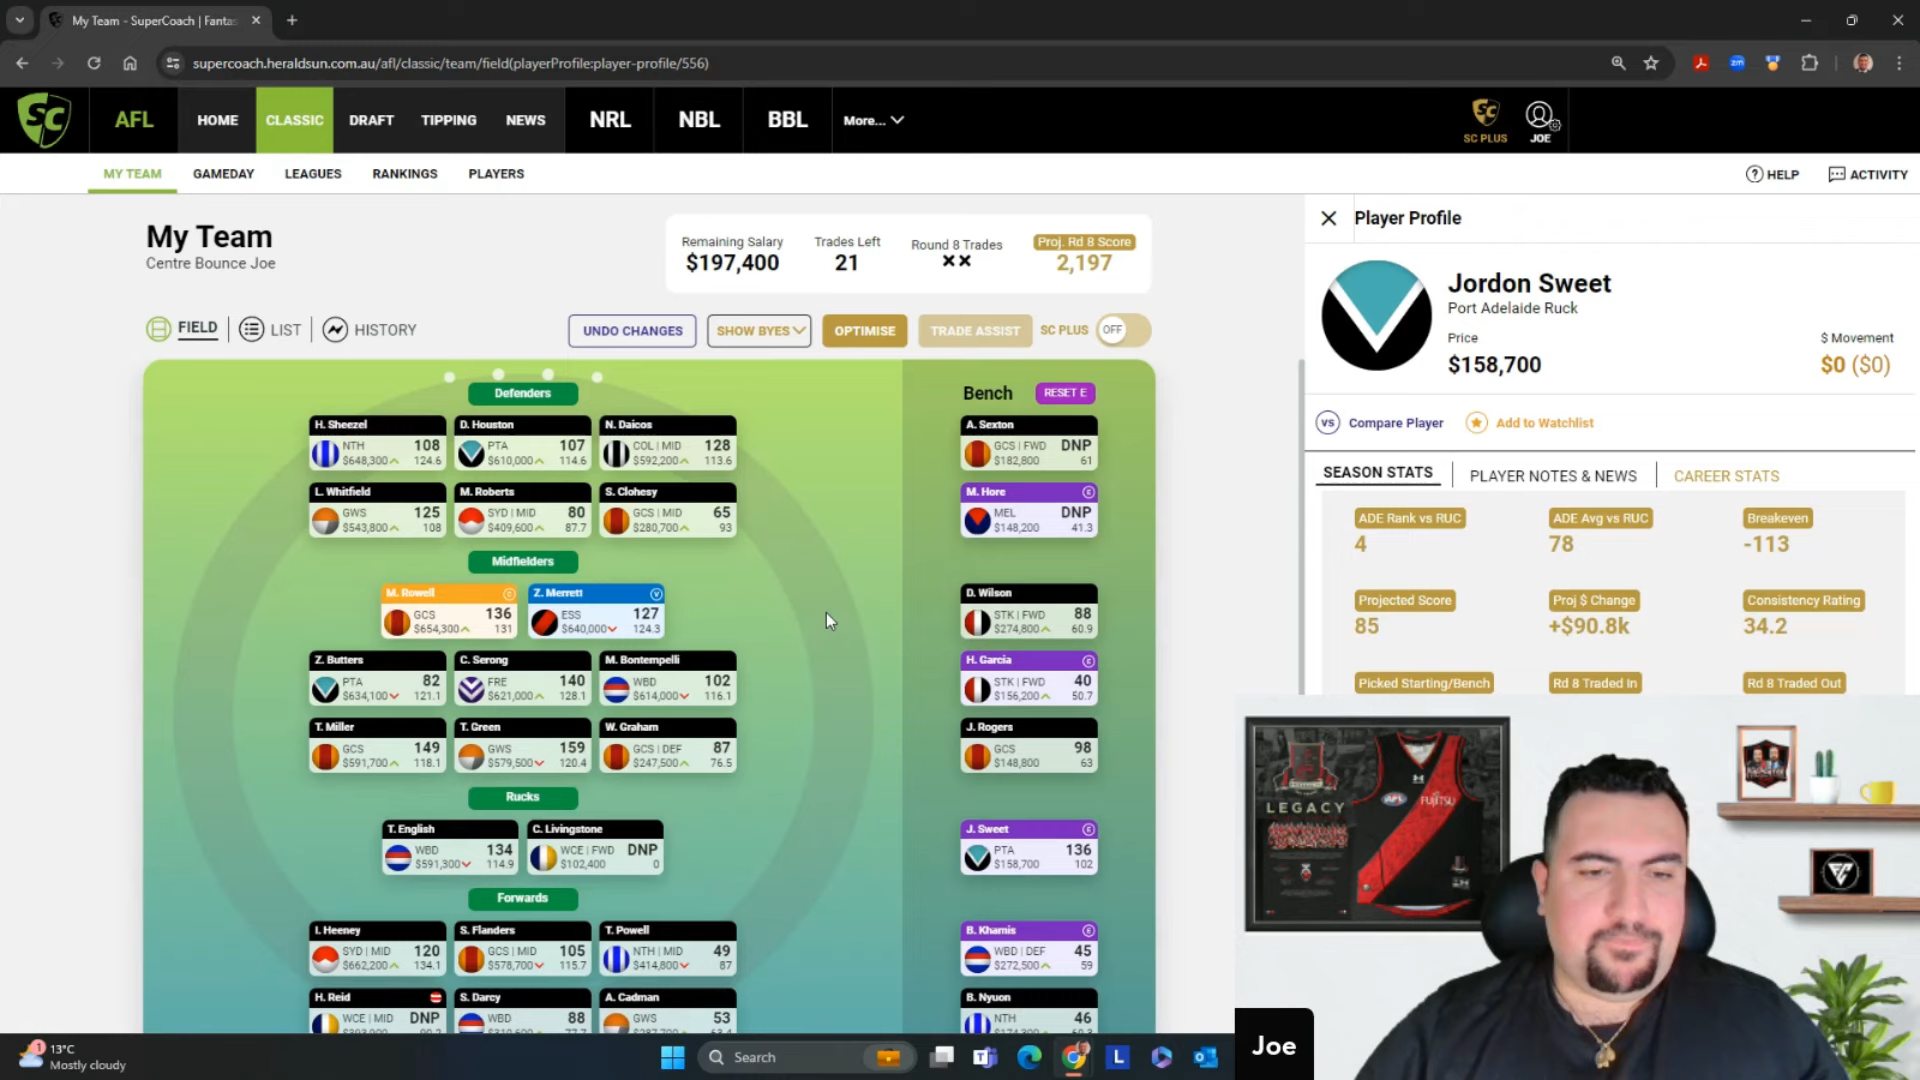 My Team - SuperCoach | Fantas
supercoach.heraldsun.com.au/afl/classic/team/field(playerProfile:player-profile/556)
SC AFL HOME CLASSIC DRAFT TIPPING NEWS NRL NBL BBL More... SC PLUS JOE
MY TEAM GAMEDAY LEAGUES RANKINGS PLAYERS HELP ACTIVITY
My Team
Centre Bounce Joe
Remaining Salary
$197,400
Trades Left
21
Round 8 Trades
Proj. Rd 8 Score
2,197
FIELD LIST HISTORY
UNDO CHANGES SHOW BYES OPTIMISE TRADE ASSIST SC PLUS OFF
Defenders
H. Sheezel
NTH 108
$648,300 124.6
D. Houston
PTA 107
$610,000 114.6
N. Daicos
COL | MID 128
$592,200 113.6
L. Whitfield
GWS 125
$543,800 108
M. Roberts
SYD | MID 80
$409,600 87.7
S. Clohesy
GCS | MID 65
$280,700 93
Midfielders
M. Rowell C
GCS 136
$654,300 131
Z. Merrett V
ESS 127
$640,000 124.3
Z. Butters
PTA 82
$634,100 121.1
C. Serong
FRE 140
$621,000 128.1
M. Bontempelli
WBD 102
$614,000 116.1
T. Miller
GCS 149
$591,700 118.1
T. Green
GWS 159
$579,500 120.4
W. Graham
GCS | DEF 87
$247,500 76.5
Rucks
T. English
WBD 134
$591,300 114.9
C. Livingstone
WCE | FWD DNP
$102,400 0
Forwards
I. Heeney
SYD | MID 120
$662,200 134.1
S. Flanders
GCS | MID 105
$578,700 115.7
T. Powell
NTH | MID 49
$414,800 87
H. Reid
WCE | MID DNP
S. Darcy
WBD 88
A. Cadman
GWS 53
Bench RESET E
A. Sexton
GCS | FWD DNP
$182,800 61
M. Hore E
MEL DNP
$148,200 41.3
D. Wilson
STK | FWD 88
$274,800 60.9
H. Garcia E
STK | FWD 40
$156,200 50.7
J. Rogers
GCS 98
$148,800 63
J. Sweet E
PTA 136
$158,700 102
B. Khamis E
WBD | DEF 45
$272,500 59
B. Nyuon
NTH 46
Player Profile
Jordon Sweet
Port Adelaide Ruck
Price
$158,700
$ Movement
$0 ($0)
VS Compare Player Add to Watchlist
SEASON STATS PLAYER NOTES & NEWS CAREER STATS
ADE Rank vs RUC
4
ADE Avg vs RUC
78
Breakeven
-113
Projected Score
85
Proj $ Change
+$90.8k
Consistency Rating
34.2
Picked Starting/Bench
Rd 8 Traded In
Rd 8 Traded Out
LEGACY
AFL
FUJITSU
Joe
1
13°C
Mostly cloudy
Search